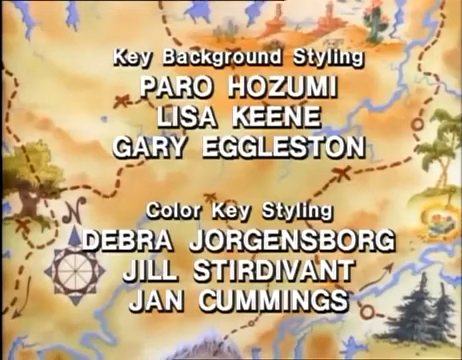 Key Background Styling
PARO HOZUMI
LISA KEENE
GARY EGGLESTON
Color Key Styling
N
DEBRA JORGENSBORG
JILL STIRDIVANT
JAN CUMMINGS